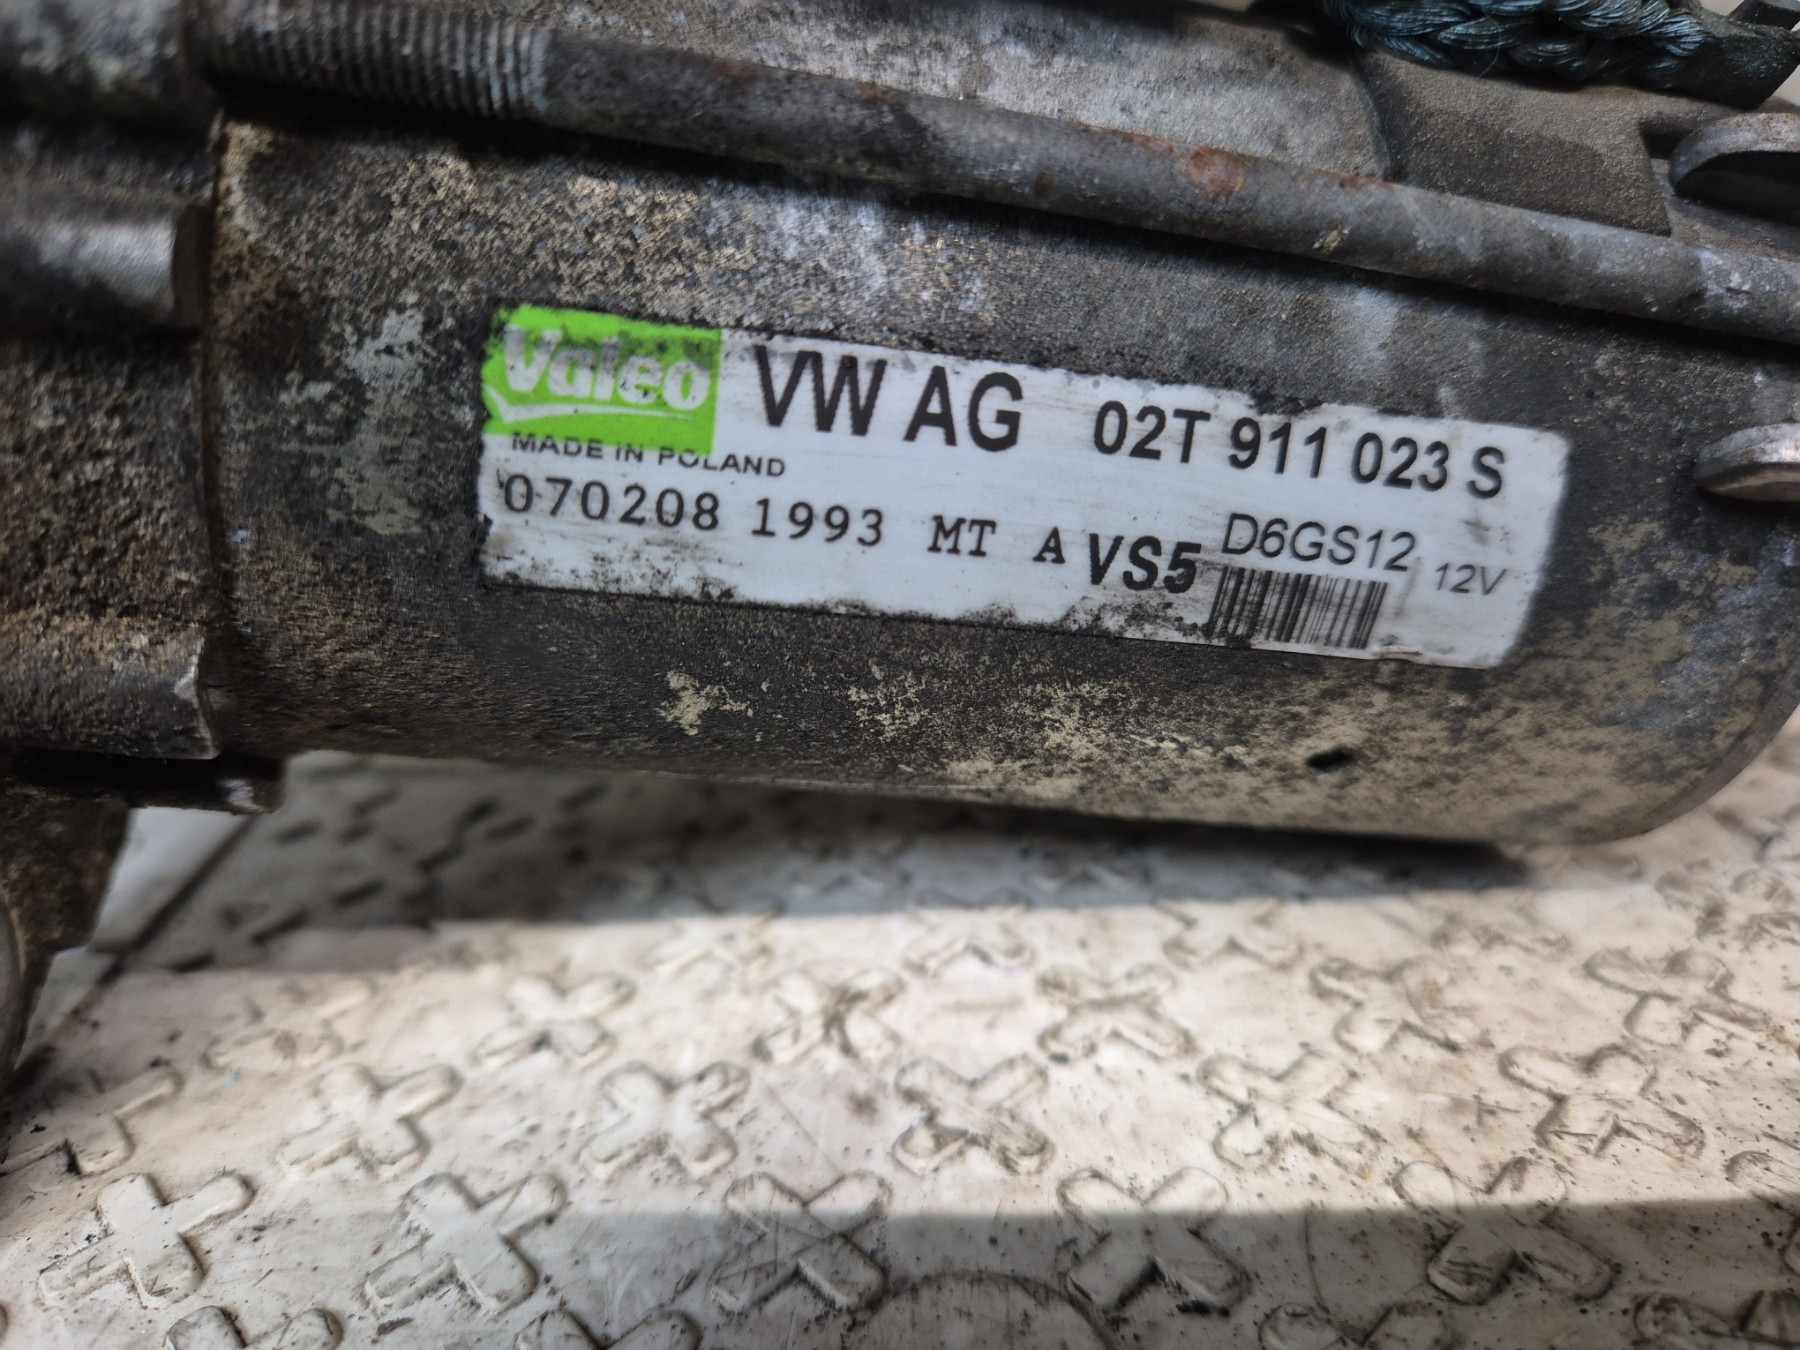 Valeo VW AG 02T 911 023 S
MADE IN POLAND
070208 1993 MT A VS5 D6GS12 12V